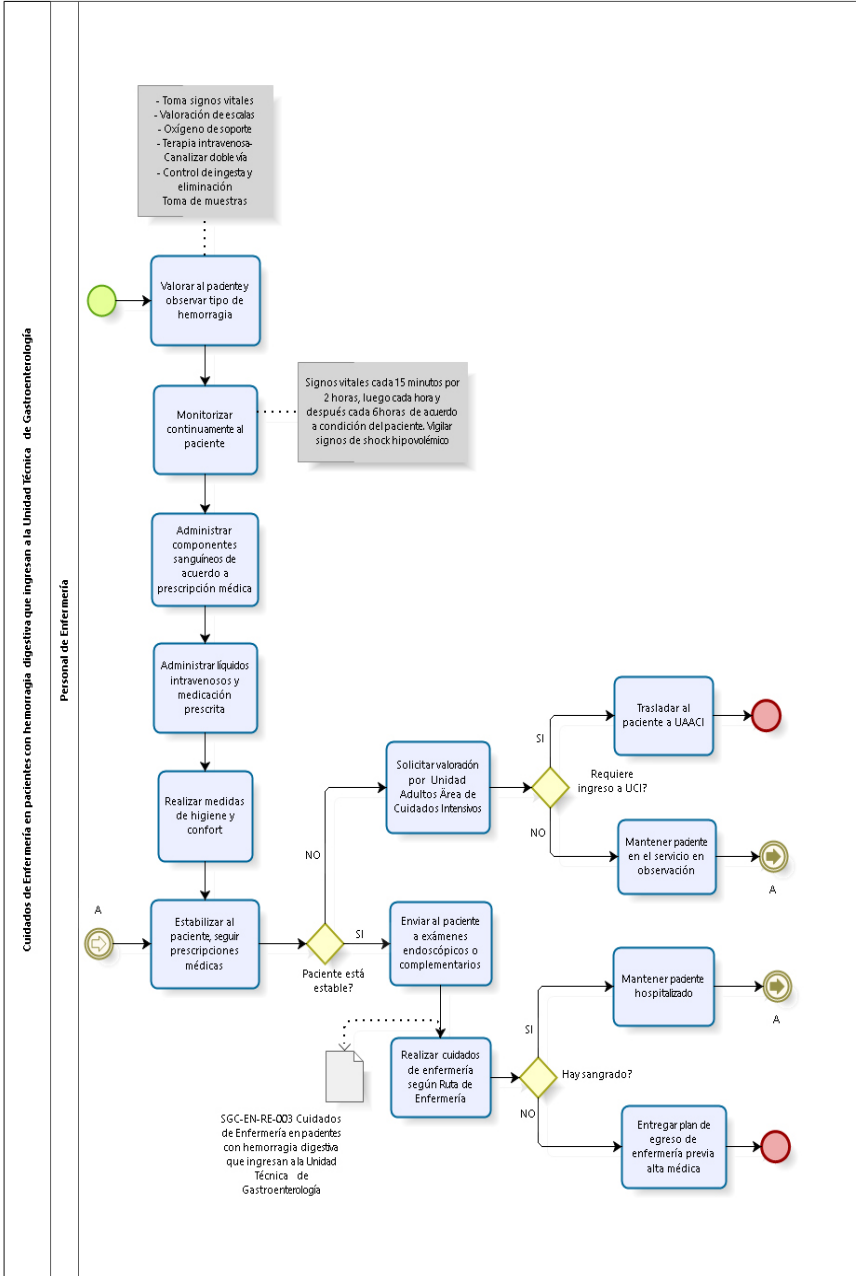 Cuidados de Enfermería en pacientes con hemorragia digestiva que ingresan a la Unidad Técnica de Gastroenterología
Personal de Enfermería
- Toma signos vitales
- Valoración de escalas
- Oxígeno de soporte
- Terapia intravenosa-
Canalizar doble vía
- Control de ingesta y
eliminación
Toma de muestras
Valorar al paciente y
observar tipo de
hemorragia
Monitorizar
continuamente al
paciente
Signos vitales cada 15 minutos por
2 horas, luego cada hora y
después cada 6 horas de acuerdo
a condición del paciente. Vigilar
signos de shock hipovolémico
Administrar
componentes
sanguíneos de
acuerdo a
prescripción médica
Administrar líquidos
intravenosos y
medicación
prescrita
Realizar medidas
de higiene y
confort
A
Estabilizar al
paciente, seguir
prescripciones
médicas
Paciente está
estable?
NO
Solicitar valoración
por Unidad
Adultos Ärea de
Cuidados Intensivos
Requiere
ingreso a UCI?
SI
Trasladar al
paciente a UAACI
NO
Mantener paciente
en el servicio en
observación
A
SI
Enviar al paciente
a exámenes
endoscópicos o
complementarios
Realizar cuidados
de enfermería
según Ruta de
Enfermería
SGC-EN-RE-003 Cuidados
de Enfermería en pacientes
con hemorragia digestiva
que ingresan a la Unidad
Técnica de
Gastroenterología
Hay sangrado?
SI
Mantener paciente
hospitalizado
A
NO
Entregar plan de
egreso de
enfermería previa
alta médica